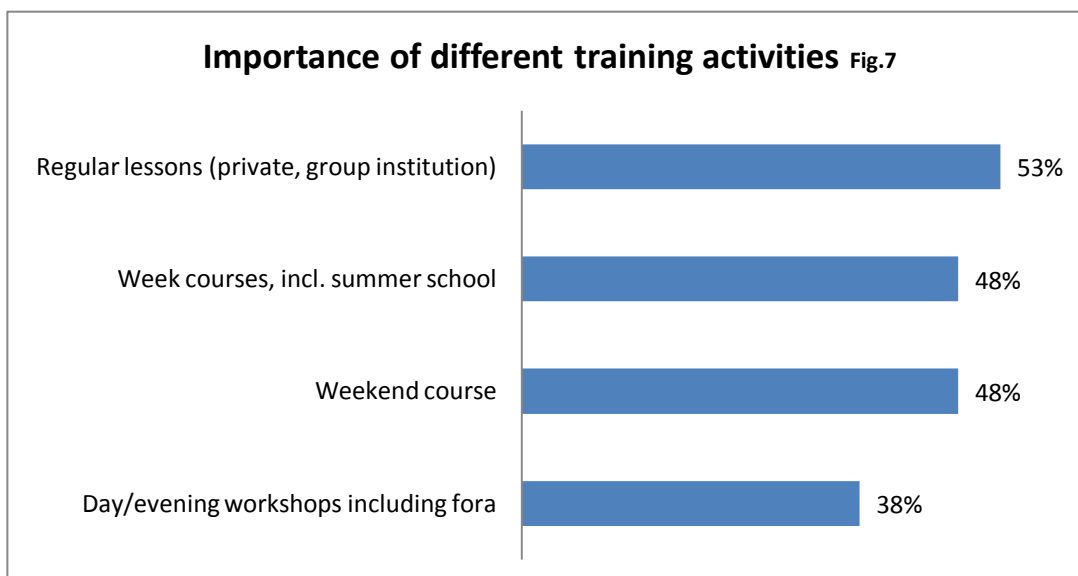 Importance of different training activities Fig.7
Regular lessons (private, group institution)
53%
Week courses, incl. summer school
48%
Weekend course
48%
Day/evening workshops including fora
38%